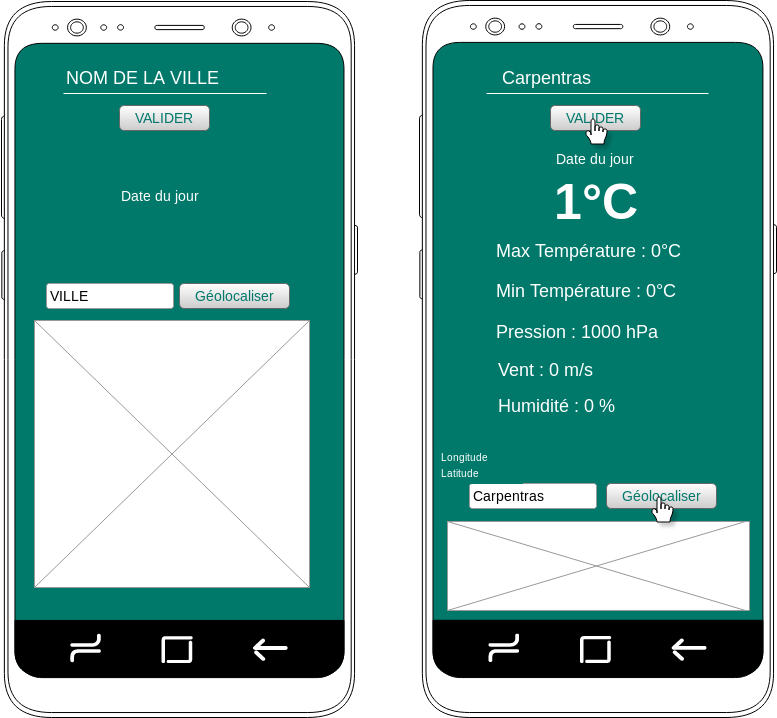 NOM DE LA VILLE
VALIDER
Date du jour
VILLE
Géolocaliser
Carpentras
VALIDER
Date du jour
1°C
Max Température : 0°C
Min Température : 0°C
Pression : 1000 hPa
Vent : 0 m/s
Humidité : 0 %
Longitude
Latitude
Carpentras
Géolocaliser